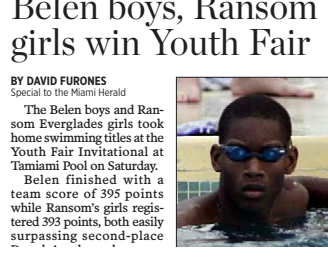 Belen boys, Ransom
girls win Youth Fair
BY DAVID FURONES
Special to the Miami Herald
The Belen boys and Ran-
som Everglades girls took
home swimming titles at the
Youth Fair Invitational at
Tamiami Pool on Saturday.
Belen finished with a
team score of 395 points
while Ransom's girls regis-
tered 393 points, both easily
surpassing second-place